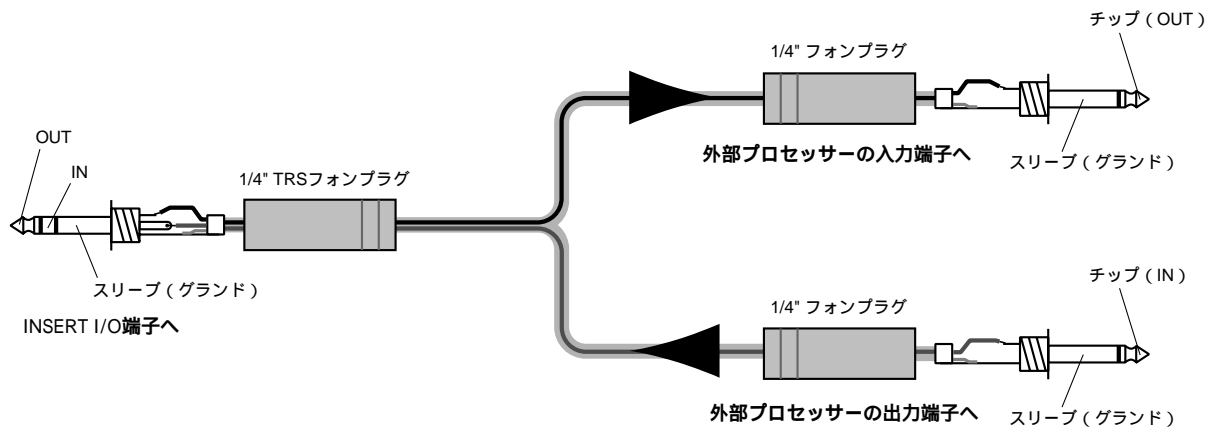 チップ（OUT）
1/4" フォンプラグ
外部プロセッサーの入力端子へ
スリーブ（グランド）
OUT
IN
1/4" TRSフォンプラグ
スリーブ（グランド）
INSERT I/O端子へ
チップ（IN）
1/4" フォンプラグ
外部プロセッサーの出力端子へ
スリーブ（グランド）